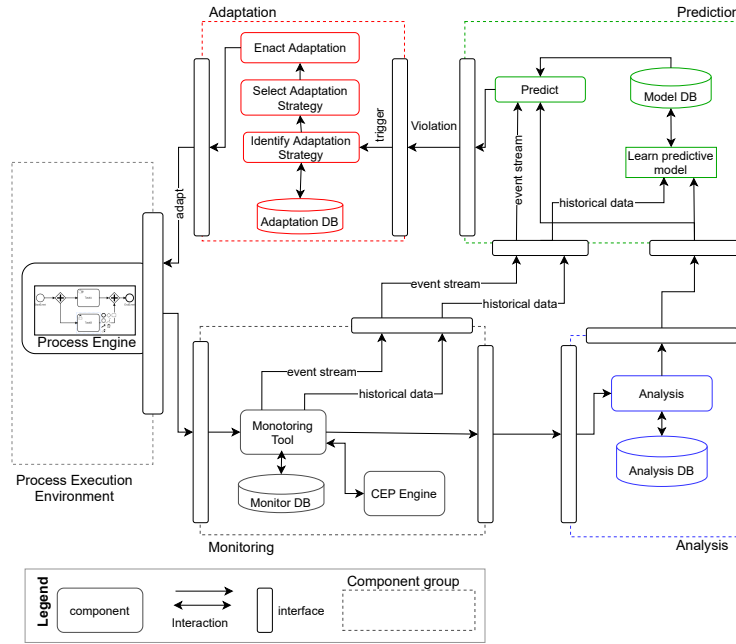 Adaptation
Prediction
Enact Adaptation
Select Adaptation
Strategy
Identify Adaptation
Strategy
Adaptation DB
trigger
Violation
adapt
Predict
Model DB
Learn predictive
model
event stream
historical data
Process Engine
Process Execution
Environment
event stream
historical data
event stream
historical data
Monotoring
Tool
Monitor DB
CEP Engine
Monitoring
Analysis
Analysis DB
Analysis
Legend
component
Interaction
interface
Component group